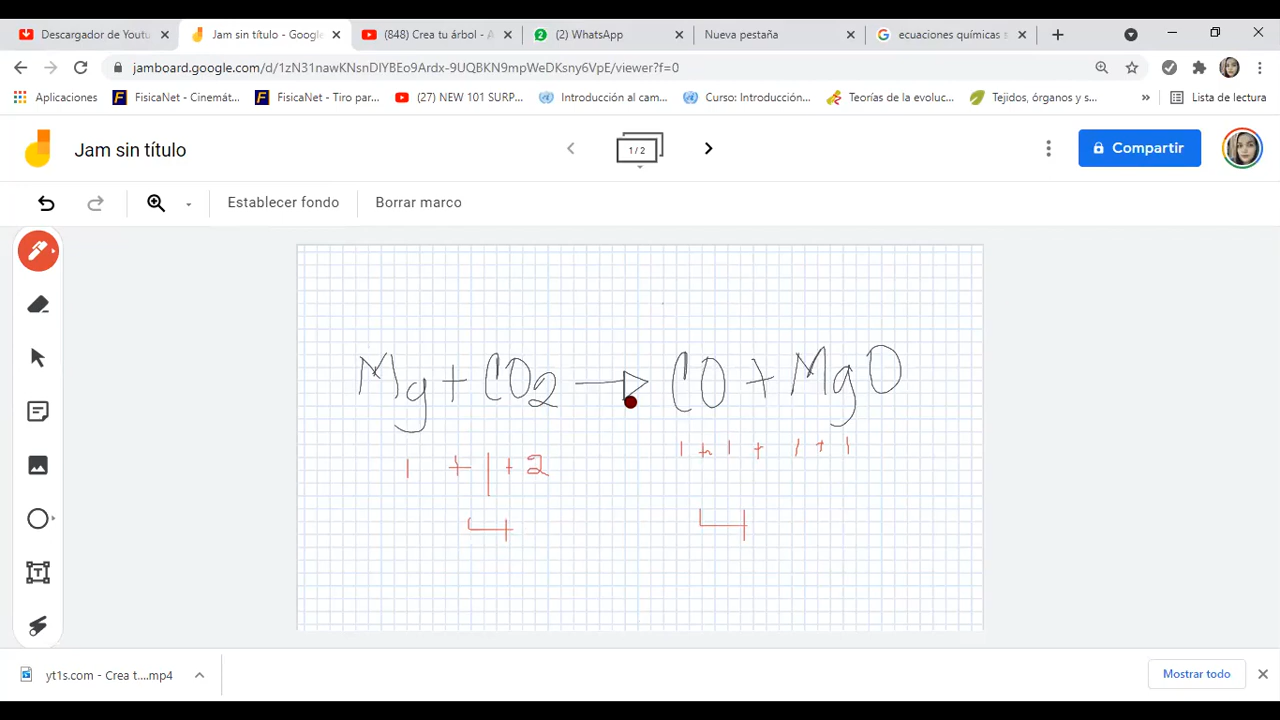 Descargador de Youtu
Jam sin título - Google
(848) Crea tu árbol - A
(2) WhatsApp
Nueva pestaña
ecuaciones químicas s
jamboard.google.com/d/1zN31nawKNsnDIYBEo9Ardx-9UQBKN9mpWeDKsny6VpE/viewer?f=0
Aplicaciones
FisicaNet - Cinemát...
FisicaNet - Tiro par...
(27) NEW 101 SURP...
Introducción al cam...
Curso: Introducción...
Teorías de la evoluc...
Tejidos, órganos y s...
»
Lista de lectura
Jam sin título
1 / 2
Compartir
Establecer fondo
Borrar marco
Mg + CO2 → CO + MgO
1 + 1 + 2
1 + 1 + 1 + 1
4
4
yt1s.com - Crea t....mp4
Mostrar todo